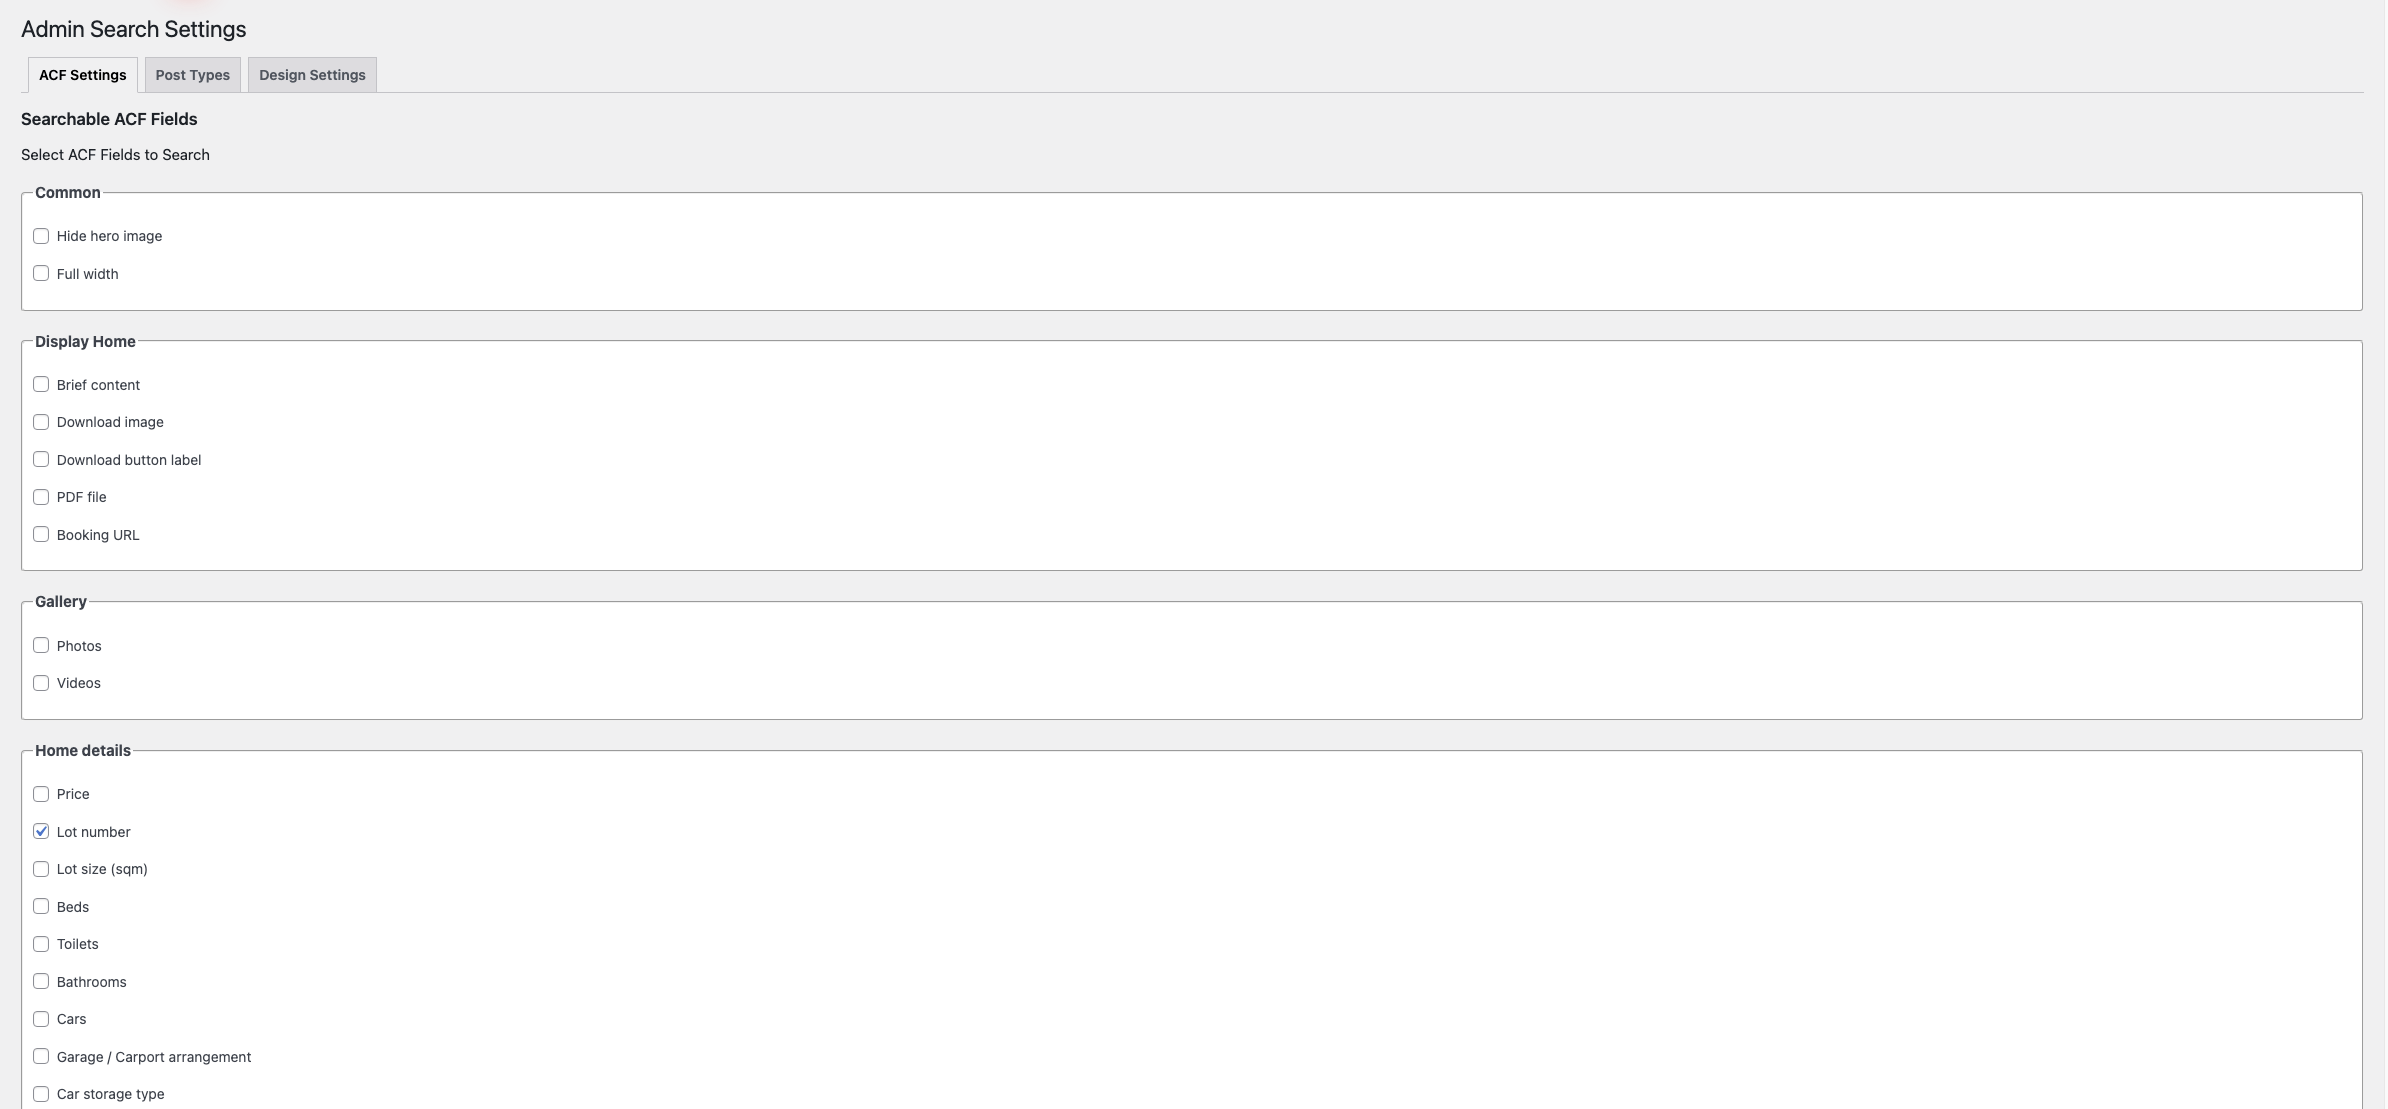 Admin Search Settings
ACF Settings
Post Types
Design Settings
Searchable ACF Fields
Select ACF Fields to Search
Common
Hide hero image
Full width
Display Home
Brief content
Download image
Download button label
PDF file
Booking URL
Gallery
Photos
Videos
Home details
Price
Lot number
Lot size (sqm)
Beds
Toilets
Bathrooms
Cars
Garage / Carport arrangement
Car storage type